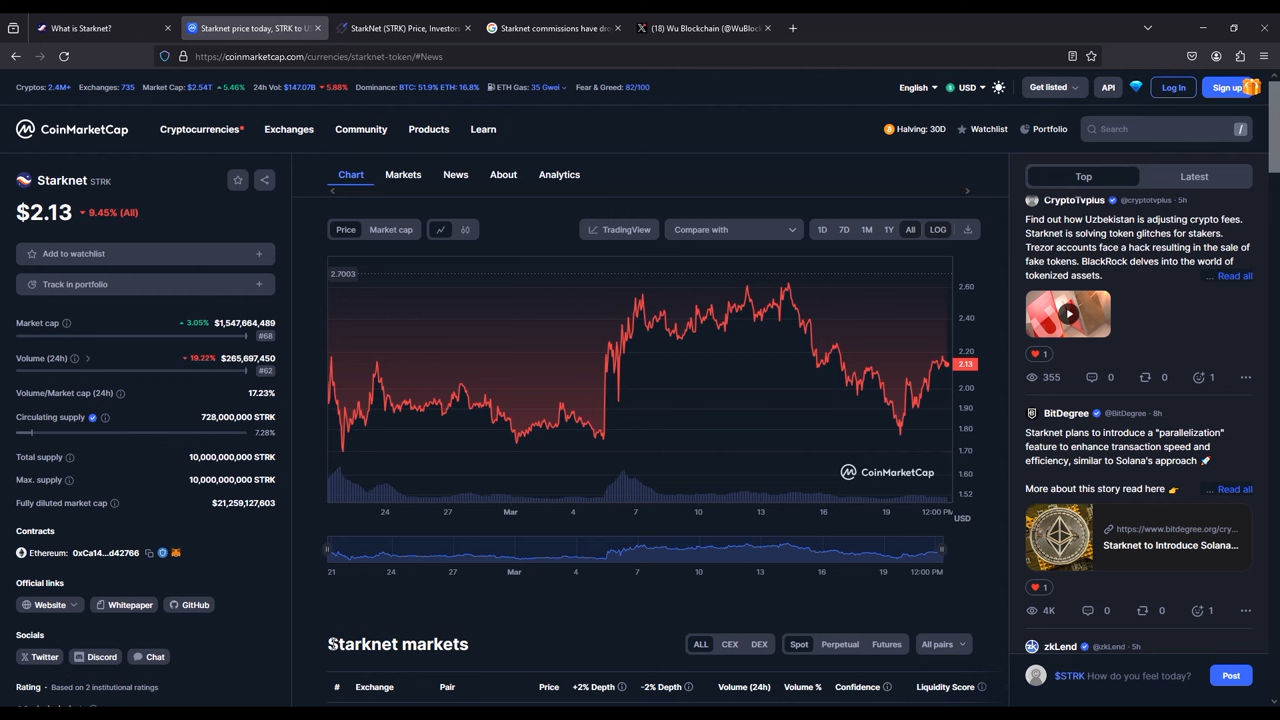 What is Starknet?
Starknet price today, STRK to U
StarkNet (STRK) Price, Investors
Starknet commissions have dro
(18) Wu Blockchain (@WuBlock
https://coinmarketcap.com/currencies/starknet-token/#News
Cryptos: 2.4M+ Exchanges: 735 Market Cap: $2.54T 5.46% 24h Vol: $147.07B 5.88% Dominance: BTC: 51.9% ETH: 16.8% ETH Gas: 35 Gwei Fear & Greed: 82/100
English USD Get listed API Log In Sign up
CoinMarketCap Cryptocurrencies Exchanges Community Products Learn
Halving: 30D Watchlist Portfolio Search /
Starknet STRK
$2.13 9.45% (All)
Add to watchlist +
Track in portfolio +
Market cap 3.05% $1,547,664,489
#68
Volume (24h) 19.22% $265,697,450
#62
Volume/Market cap (24h) 17.23%
Circulating supply 728,000,000 STRK
7.28%
Total supply 10,000,000,000 STRK
Max. supply 10,000,000,000 STRK
Fully diluted market cap $21,259,127,603
Contracts
Ethereum: 0xCa14...d42766
Official links
Website Whitepaper GitHub
Socials
Twitter Discord Chat
Rating · Based on 2 institutional ratings
Chart Markets News About Analytics
Price Market cap TradingView Compare with 1D 7D 1M 1Y All LOG
2.7003
2.60
2.40
2.20
2.13
2.00
1.90
1.80
1.70
1.60
1.52
CoinMarketCap
24 27 Mar 4 7 10 13 16 19 12:00 PM
USD
21 24 27 Mar 4 7 10 13 16 19 12:00 PM
Starknet markets
ALL CEX DEX Spot Perpetual Futures All pairs
# Exchange Pair Price +2% Depth -2% Depth Volume (24h) Volume % Confidence Liquidity Score
Top Latest
CryptoTvplus @cryptotvplus · 5h
Find out how Uzbekistan is adjusting crypto fees.
Starknet is solving token glitches for stakers.
Trezor accounts face a hack resulting in the sale of
fake tokens. BlackRock delves into the world of
tokenized assets. ... Read all
1
355 0 0 1
BitDegree @BitDegree · 8h
Starknet plans to introduce a "parallelization"
feature to enhance transaction speed and
efficiency, similar to Solana's approach
More about this story read here ... Read all
https://www.bitdegree.org/cry...
Starknet to Introduce Solana...
1
4K 0 0 1
zkLend @zkLend · 5h
$STRK How do you feel today? Post